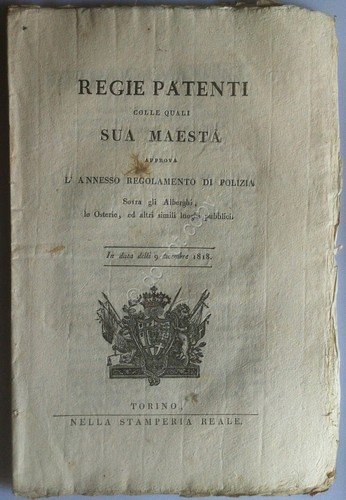 REGIE PATENTI
COLLE QUALI
SUA MAESTÀ
APPROVA
L'ANNESSO REGOLAMENTO DI POLIZIA
Sovra gli Alberghi,
le Osterie, ed altri simili luoghi pubblici.
In data delli 9. dicembre 1818.
TORINO,
NELLA STAMPERIA REALE.